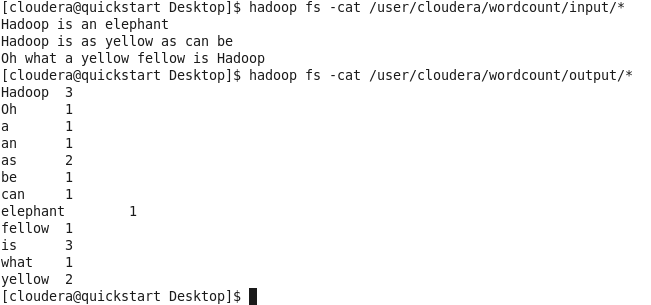 [cloudera@quickstart Desktop]$ hadoop fs -cat /user/cloudera/wordcount/input/*
Hadoop is an elephant
Hadoop is as yellow as can be
Oh what a yellow fellow is Hadoop
[cloudera@quickstart Desktop]$ hadoop fs -cat /user/cloudera/wordcount/output/*
Hadoop  3
Oh      1
a       1
an      1
as      2
be      1
can     1
elephant        1
fellow  1
is      3
what    1
yellow  2
[cloudera@quickstart Desktop]$